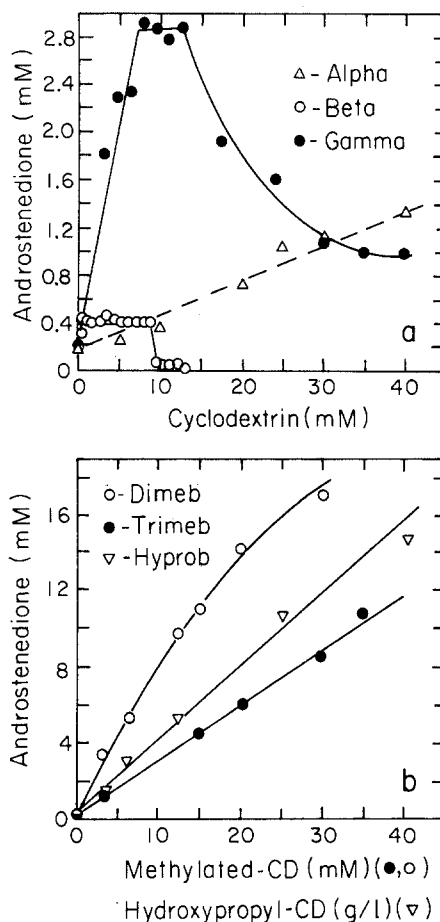 2.8
2.4
2.0
1.6
1.2
0.8
0.4
0
Androstenedione (mM)
△-Alpha
○-Beta
●-Gamma
a
0 10 20 30 40
Cyclodextrin (mM)
16
12
8
4
0
Androstenedione (mM)
○-Dimeb
●-Trimeb
▽-Hyprob
b
0 10 20 30 40
Methylated-CD (mM)(●,○)
Hydroxypropyl-CD (g/l)(▽)